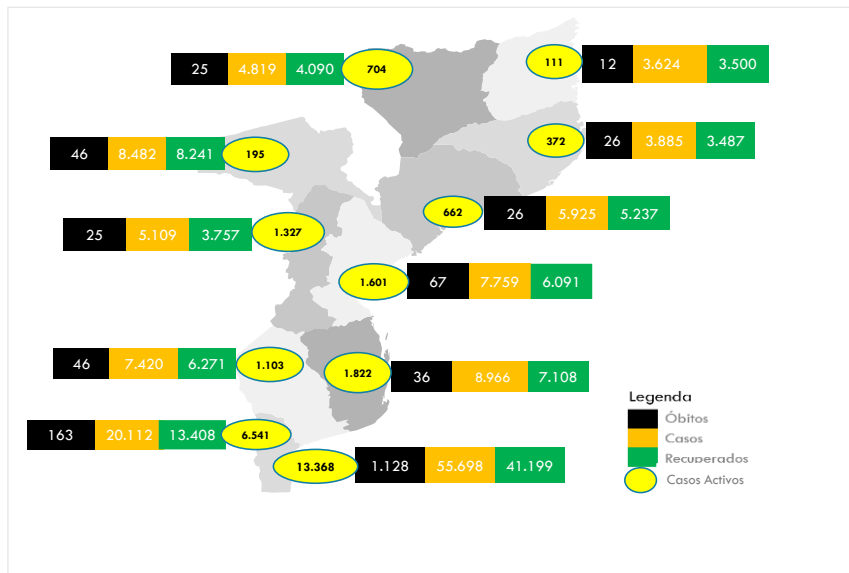 25 4.819 4.090 704
111 12 3.624 3.500
46 8.482 8.241 195
372 26 3.885 3.487
25 5.109 3.757 1.327
662 26 5.925 5.237
1.601 67 7.759 6.091
46 7.420 6.271 1.103
1.822 36 8.966 7.108
163 20.112 13.408 6.541
13.368 1.128 55.698 41.199
Legenda
Óbitos
Casos
Recuperados
Casos Activos